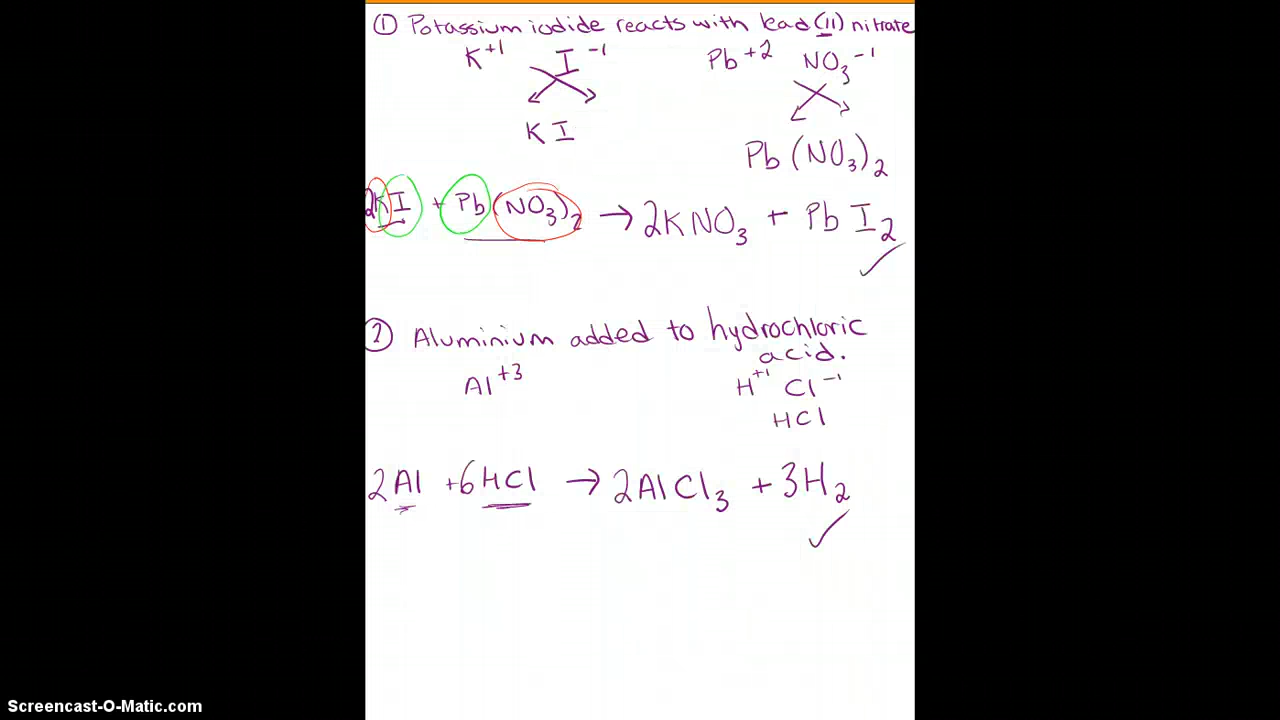 ① Potassium iodide reacts with lead (II) nitrate
K+1 I-1 Pb+2 NO3-1
KI
Pb(NO3)2
2KI + Pb(NO3)2 → 2KNO3 + PbI2 ✓
② Aluminium added to hydrochloric
acid.
Al+3 H+1 Cl-1
HCl
2Al + 6HCl → 2AlCl3 + 3H2 ✓
Screencast-O-Matic.com